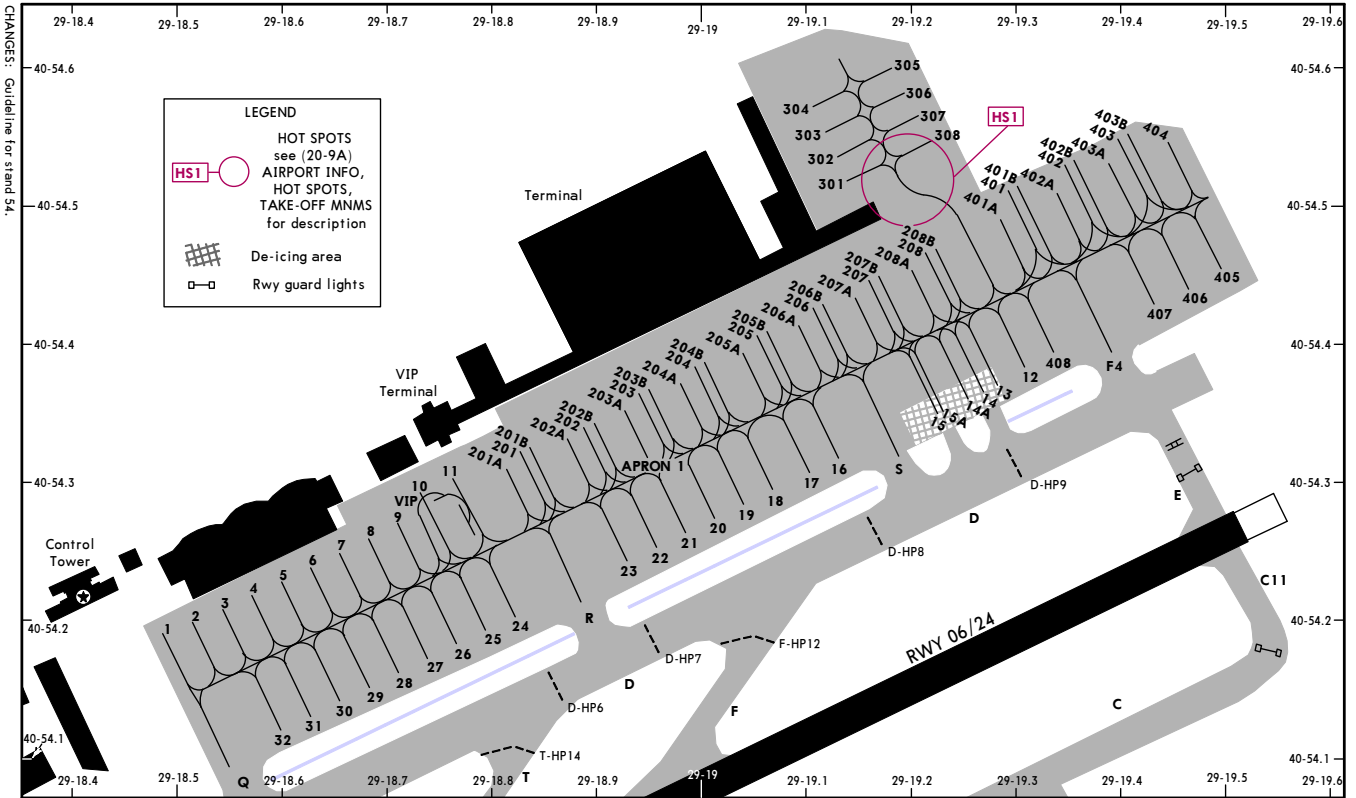 CHANGES: Guideline for stand 54.
29-18.4
29-18.5
29-18.6
29-18.7
29-18.8
29-18.9
29-19
29-19.1
29-19.2
29-19.3
29-19.4
29-19.5
29-19.6
40-54.6
40-54.6
LEGEND
HS1
HOT SPOTS
see (20-9A)
AIRPORT INFO,
HOT SPOTS,
TAKE-OFF MNMS
for description
De-icing area
Rwy guard lights
305
304
306
307
303
308
302
301
HS1
403B
403
404
402B
402
403A
401B
401
402A
401A
40-54.5
40-54.5
Terminal
208B
208
208A
207B
207
207A
206B
206
206A
205B
205
205A
204B
204
204A
203B
203
203A
202B
202
202A
201B
201
201A
405
406
407
F4
408
12
13
14
14A
15A
15
40-54.4
40-54.4
VIP
Terminal
APRON 1
S
16
17
18
19
20
21
22
23
40-54.3
40-54.3
11
10
VIP
9
8
7
6
5
4
3
2
1
D-HP9
D
E
D-HP8
Control
Tower
C11
R
24
25
26
27
28
29
30
31
32
40-54.2
40-54.2
RWY 06/24
F-HP12
D-HP7
D
D-HP6
F
C
T-HP14
T
Q
40-54.1
40-54.1
29-18.4
29-18.5
29-18.6
29-18.7
29-18.8
29-18.9
29-19
29-19.1
29-19.2
29-19.3
29-19.4
29-19.5
29-19.6